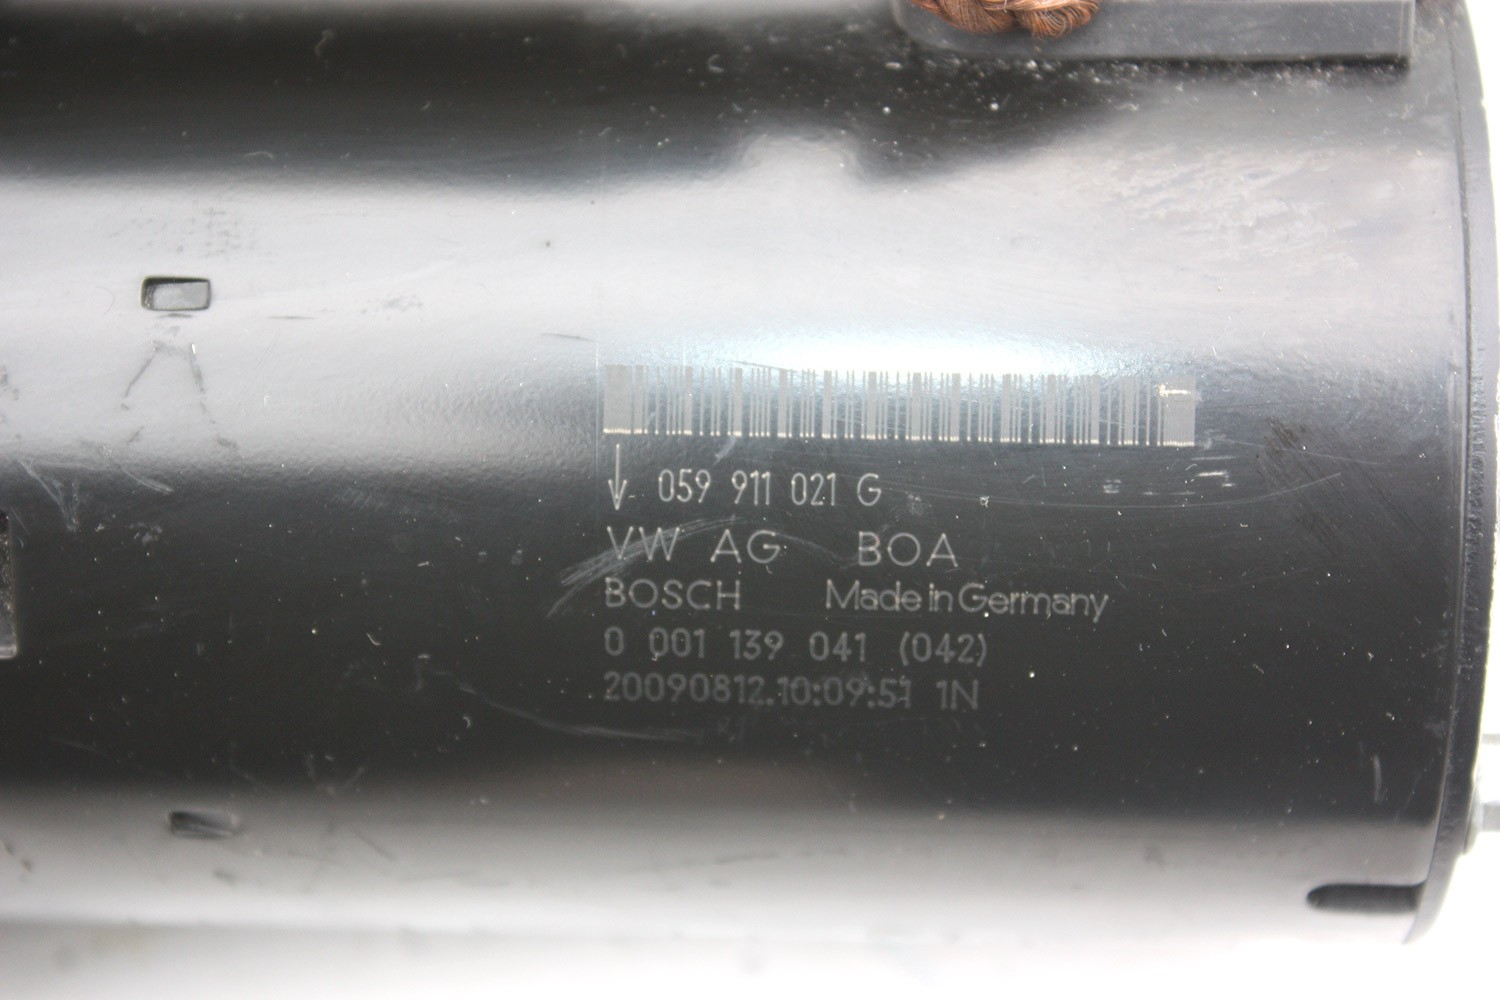 059 911 021 G
VW AG BOA
BOSCH Made in Germany
0 001 139 041 (042)
20090812.10:09:51 1N